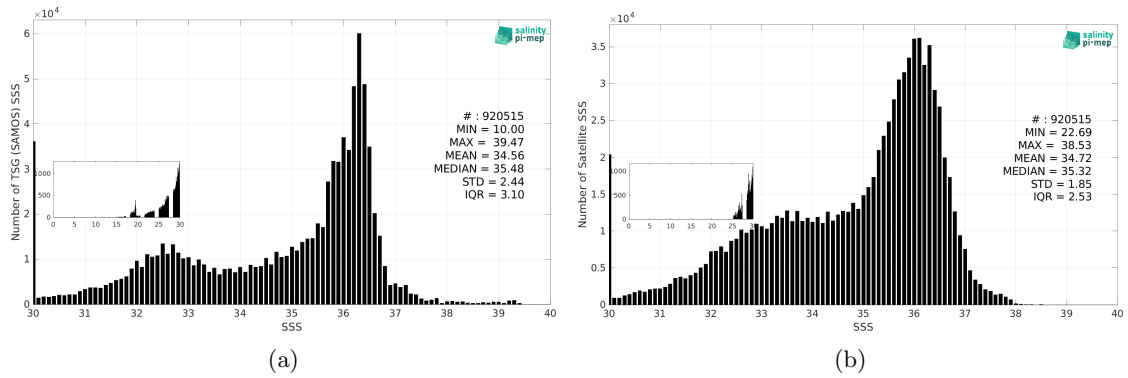 ×10⁴
6
5
4
3
2
1
0
Number of TSG (SAMOS) SSS
salinity
pi-mep
# : 920515
MIN = 10.00
MAX = 39.47
MEAN = 34.56
MEDIAN = 35.48
STD = 2.44
IQR = 3.10
1000
500
0
0 5 10 15 20 25 30
30 31 32 33 34 35 36 37 38 39 40
SSS
(a)
×10⁴
3.5
3
2.5
2
1.5
1
0.5
0
Number of Satellite SSS
salinity
pi-mep
# : 920515
MIN = 22.69
MAX = 38.53
MEAN = 34.72
MEDIAN = 35.32
STD = 1.85
IQR = 2.53
1000
500
0
0 5 10 15 20 25 30
30 31 32 33 34 35 36 37 38 39 40
SSS
(b)